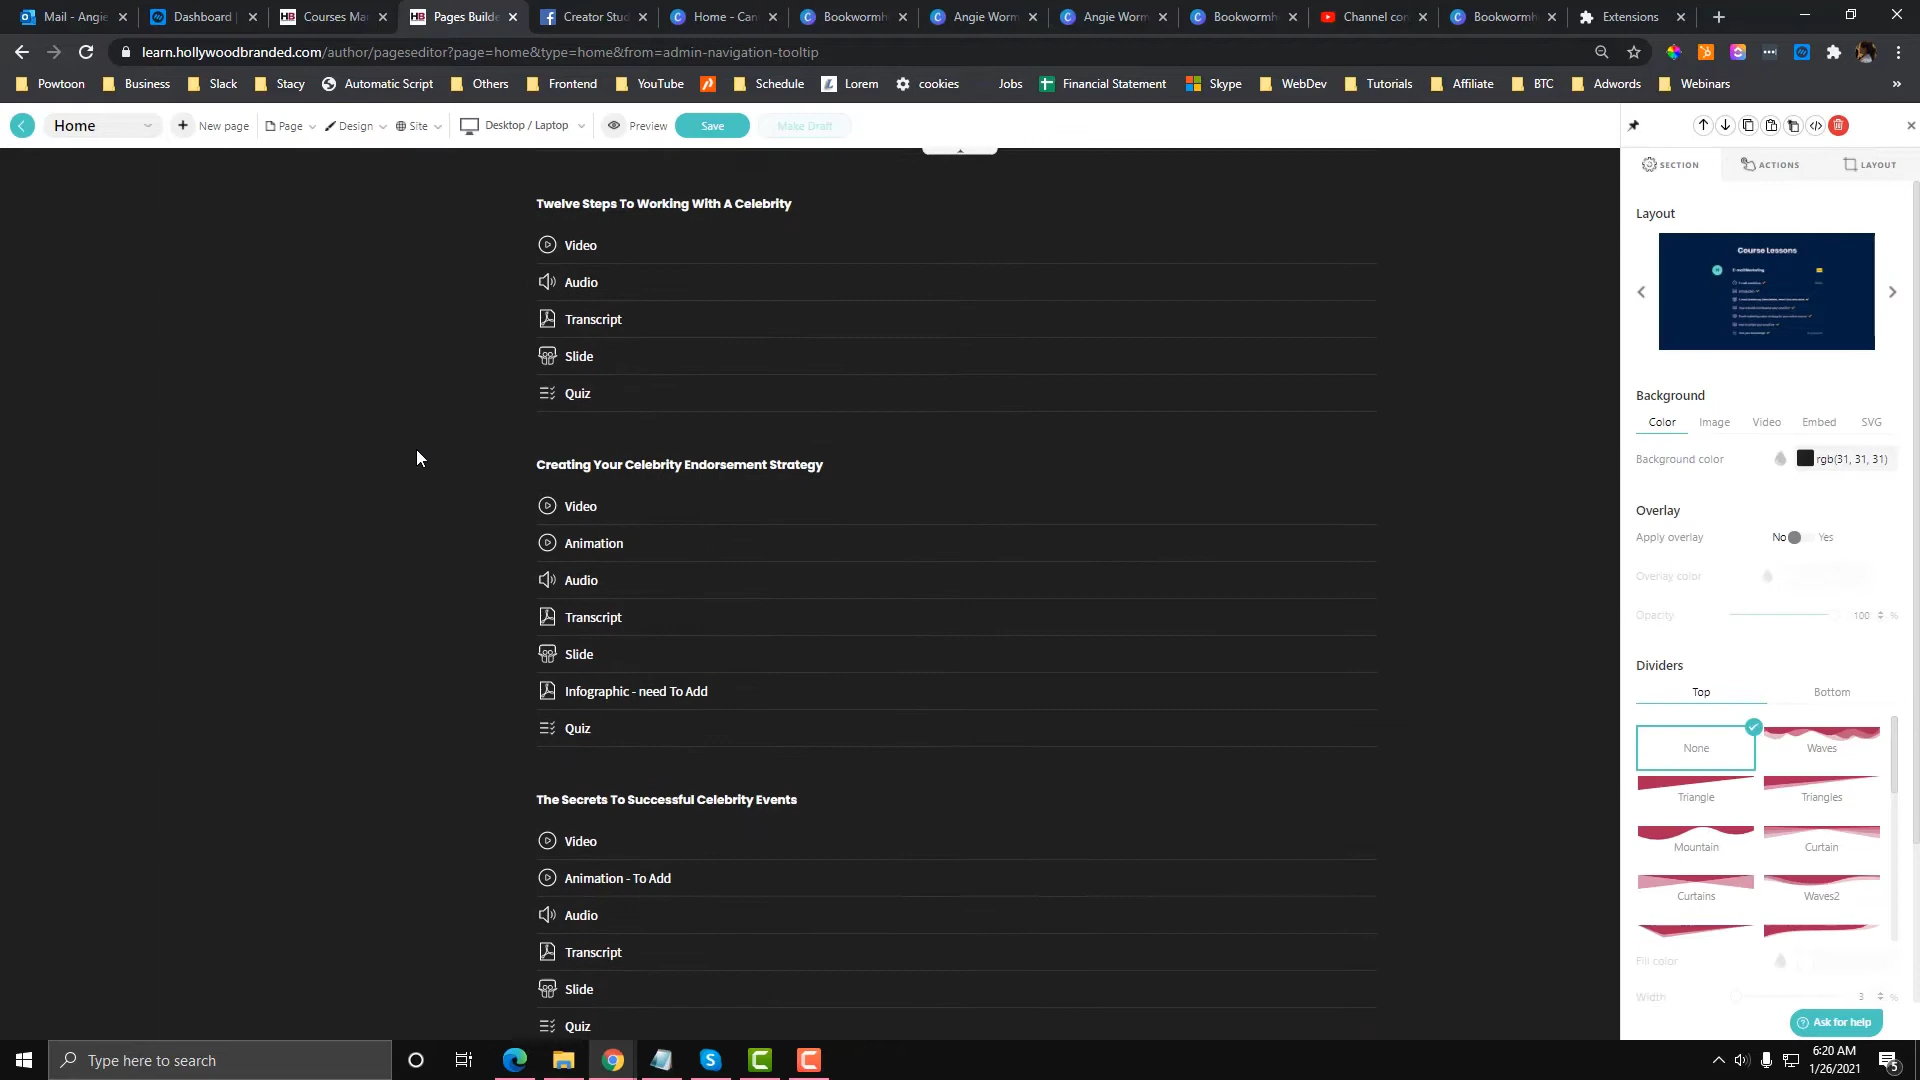 Mail - Angie
Dashboard |
Courses Ma
Pages Builde
Creator Stud
Home - Can
Bookwormh
Angie Worm
Angie Worm
Bookwormh
Channel con
Bookwormh
Extensions
learn.hollywoodbranded.com/author/pageseditor?page=home&type=home&from=admin-navigation-tooltip
Powtoon
Business
Slack
Stacy
Automatic Script
Others
Frontend
YouTube
Schedule
Lorem
cookies
Jobs
Financial Statement
Skype
WebDev
Tutorials
Affiliate
BTC
Adwords
Webinars
Home
New page
Page
Design
Site
Desktop / Laptop
Preview
Save
Make Draft
Twelve Steps To Working With A Celebrity
Video
Audio
Transcript
Slide
Quiz
Creating Your Celebrity Endorsement Strategy
Video
Animation
Audio
Transcript
Slide
Infographic - need To Add
Quiz
The Secrets To Successful Celebrity Events
Video
Animation - To Add
Audio
Transcript
Slide
Quiz
SECTION
ACTIONS
LAYOUT
Layout
Course Lessons
Background
Color
Image
Video
Embed
SVG
Background color
rgb(31, 31, 31)
Overlay
Apply overlay
No
Yes
Overlay color
Opacity
100
%
Dividers
Top
Bottom
None
Waves
Triangle
Triangles
Mountain
Curtain
Curtains
Waves2
Fill color
Width
3
%
Ask for help
Type here to search
6:20 AM
1/26/2021
5